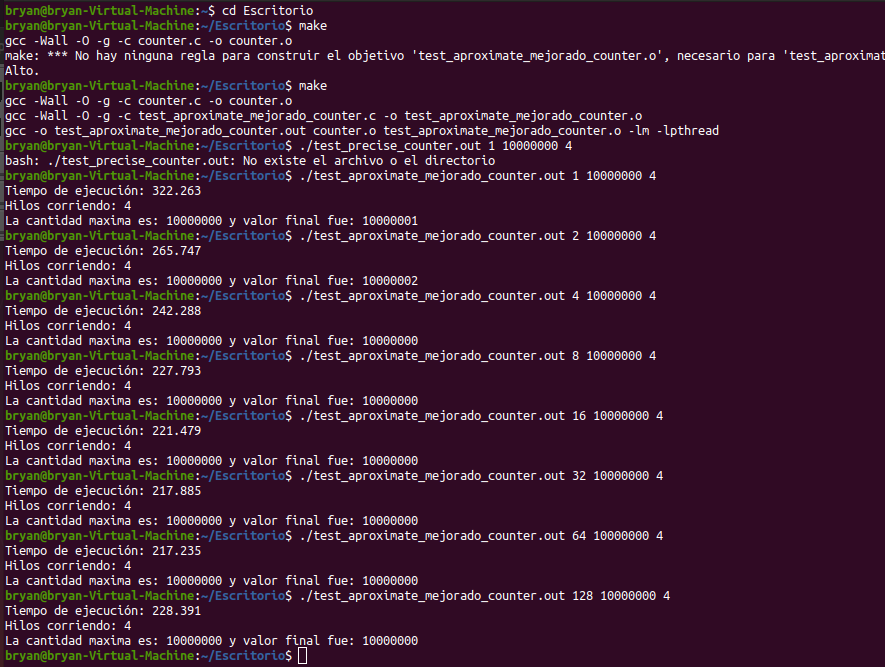 bryan@bryan-Virtual-Machine:~$ cd Escritorio
bryan@bryan-Virtual-Machine:~/Escritorio$ make
gcc -Wall -O -g -c counter.c -o counter.o
make: *** No hay ninguna regla para construir el objetivo 'test_aproximate_mejorado_counter.o', necesario para 'test_aproximat
Alto.
bryan@bryan-Virtual-Machine:~/Escritorio$ make
gcc -Wall -O -g -c counter.c -o counter.o
gcc -Wall -O -g -c test_aproximate_mejorado_counter.c -o test_aproximate_mejorado_counter.o
gcc -o test_aproximate_mejorado_counter.out counter.o test_aproximate_mejorado_counter.o -lm -lpthread
bryan@bryan-Virtual-Machine:~/Escritorio$ ./test_precise_counter.out 1 10000000 4
bash: ./test_precise_counter.out: No existe el archivo o el directorio
bryan@bryan-Virtual-Machine:~/Escritorio$ ./test_aproximate_mejorado_counter.out 1 10000000 4
Tiempo de ejecución: 322.263
Hilos corriendo: 4
La cantidad maxima es: 10000000 y valor final fue: 10000001
bryan@bryan-Virtual-Machine:~/Escritorio$ ./test_aproximate_mejorado_counter.out 2 10000000 4
Tiempo de ejecución: 265.747
Hilos corriendo: 4
La cantidad maxima es: 10000000 y valor final fue: 10000002
bryan@bryan-Virtual-Machine:~/Escritorio$ ./test_aproximate_mejorado_counter.out 4 10000000 4
Tiempo de ejecución: 242.288
Hilos corriendo: 4
La cantidad maxima es: 10000000 y valor final fue: 10000000
bryan@bryan-Virtual-Machine:~/Escritorio$ ./test_aproximate_mejorado_counter.out 8 10000000 4
Tiempo de ejecución: 227.793
Hilos corriendo: 4
La cantidad maxima es: 10000000 y valor final fue: 10000000
bryan@bryan-Virtual-Machine:~/Escritorio$ ./test_aproximate_mejorado_counter.out 16 10000000 4
Tiempo de ejecución: 221.479
Hilos corriendo: 4
La cantidad maxima es: 10000000 y valor final fue: 10000000
bryan@bryan-Virtual-Machine:~/Escritorio$ ./test_aproximate_mejorado_counter.out 32 10000000 4
Tiempo de ejecución: 217.885
Hilos corriendo: 4
La cantidad maxima es: 10000000 y valor final fue: 10000000
bryan@bryan-Virtual-Machine:~/Escritorio$ ./test_aproximate_mejorado_counter.out 64 10000000 4
Tiempo de ejecución: 217.235
Hilos corriendo: 4
La cantidad maxima es: 10000000 y valor final fue: 10000000
bryan@bryan-Virtual-Machine:~/Escritorio$ ./test_aproximate_mejorado_counter.out 128 10000000 4
Tiempo de ejecución: 228.391
Hilos corriendo: 4
La cantidad maxima es: 10000000 y valor final fue: 10000000
bryan@bryan-Virtual-Machine:~/Escritorio$